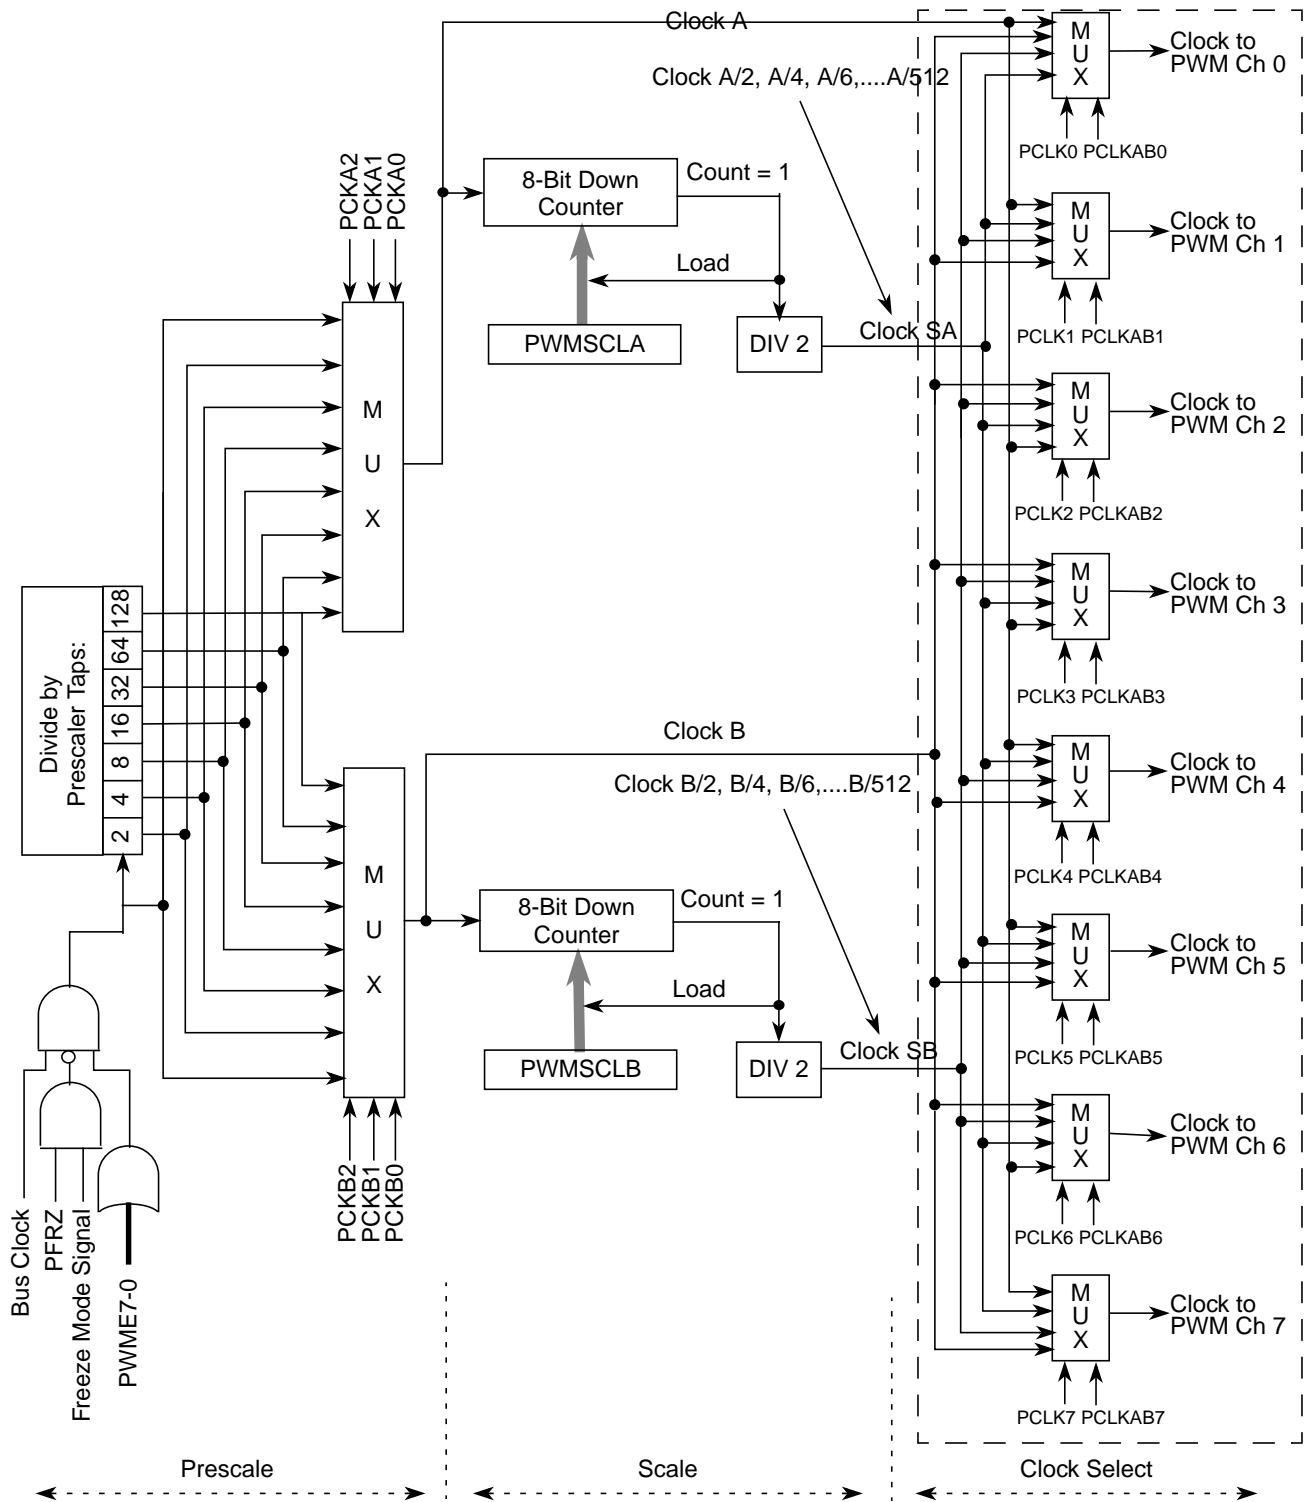 Clock A
Clock A/2, A/4, A/6,....A/512
PCKA2
PCKA1
PCKA0
8-Bit Down
Counter
Count = 1
Load
PWMSCLA
DIV 2
Clock SA
M
U
X
Divide by
Prescaler Taps:
128
64
32
16
8
4
2
Clock B
Clock B/2, B/4, B/6,....B/512
M
U
X
8-Bit Down
Counter
Count = 1
Load
PWMSCLB
DIV 2
Clock SB
PCKB2
PCKB1
PCKB0
Bus Clock
PFRZ
Freeze Mode Signal
PWME7-0
M
U
X
Clock to
PWM Ch 0
PCLK0 PCLKAB0
M
U
X
Clock to
PWM Ch 1
PCLK1 PCLKAB1
M
U
X
Clock to
PWM Ch 2
PCLK2 PCLKAB2
M
U
X
Clock to
PWM Ch 3
PCLK3 PCLKAB3
M
U
X
Clock to
PWM Ch 4
PCLK4 PCLKAB4
M
U
X
Clock to
PWM Ch 5
PCLK5 PCLKAB5
M
U
X
Clock to
PWM Ch 6
PCLK6 PCLKAB6
M
U
X
Clock to
PWM Ch 7
PCLK7 PCLKAB7
Prescale
Scale
Clock Select